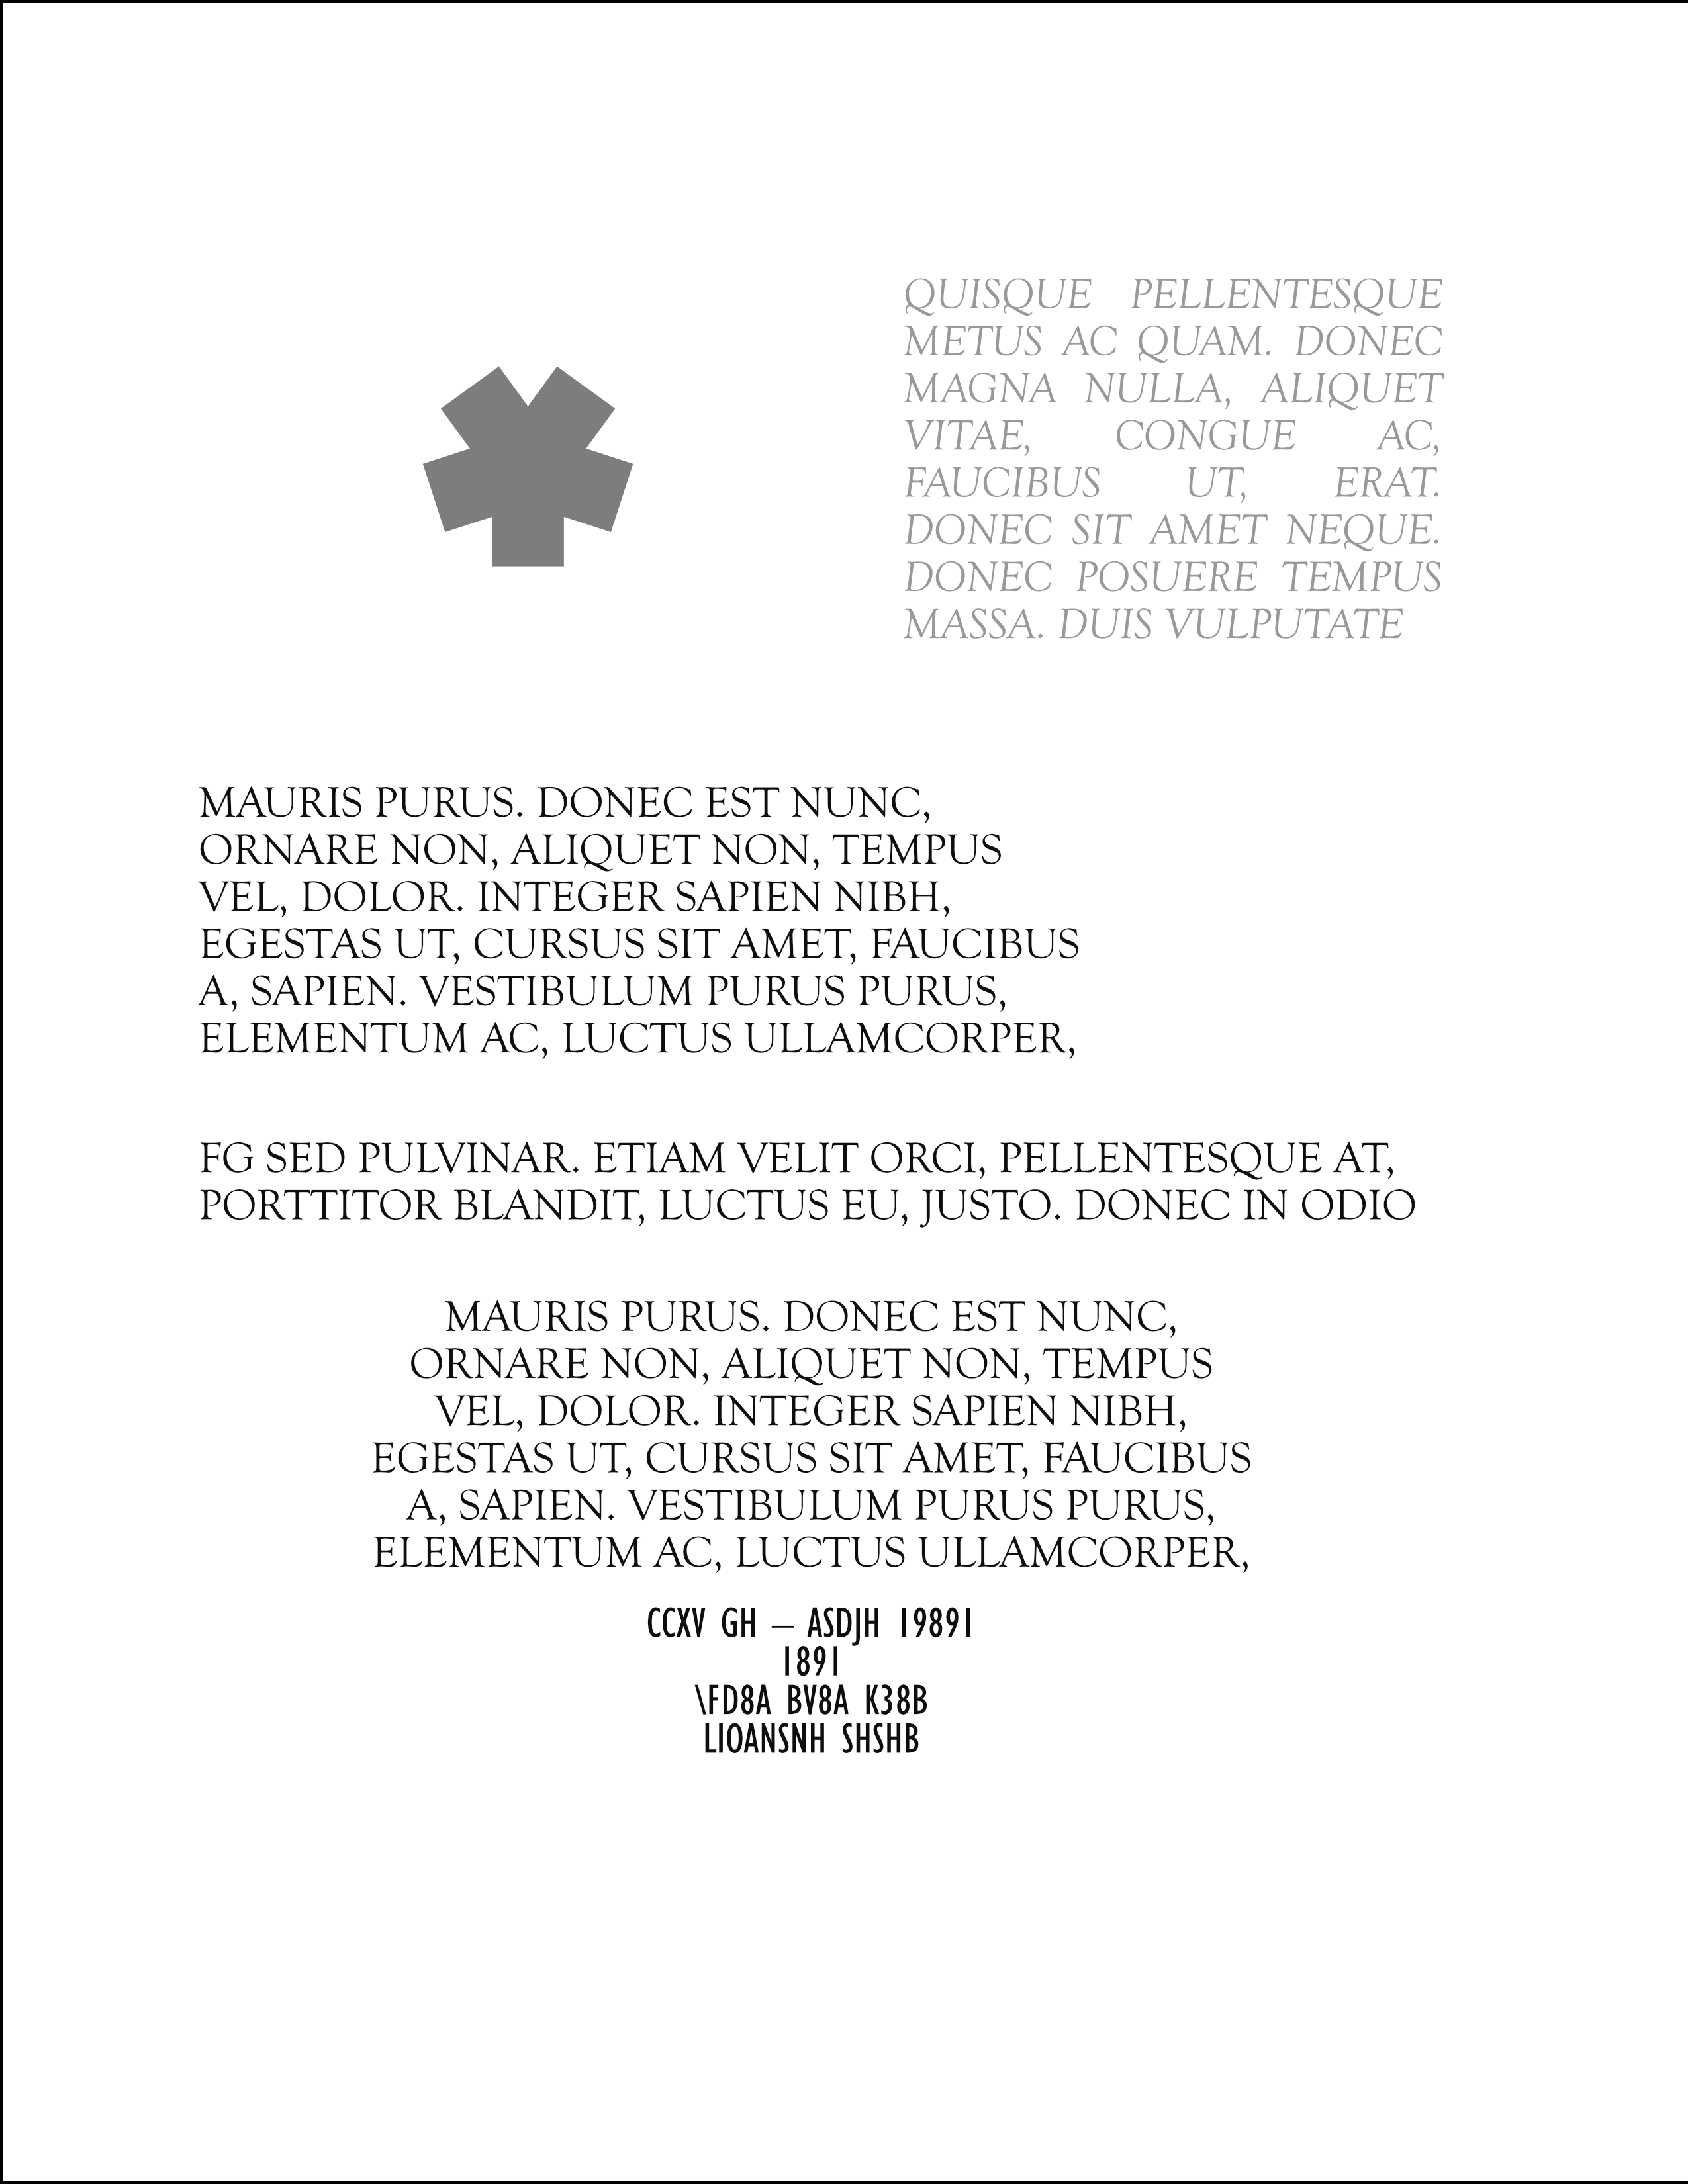 QUISQUE PELLENTESQUE
METUS AC QUAM. DONEC
MAGNA NULLA, ALIQUET
VITAE, CONGUE AC,
FAUCIBUS UT, ERAT.
DONEC SIT AMET NEQUE.
DONEC POSUERE TEMPUS
MASSA. DUIS VULPUTATE
MAURIS PURUS. DONEC EST NUNC,
ORNARE NON, ALIQUET NON, TEMPUS
VEL, DOLOR. INTEGER SAPIEN NIBH,
EGESTAS UT, CURSUS SIT AMET, FAUCIBUS
A, SAPIEN. VESTIBULUM PURUS PURUS,
ELEMENTUM AC, LUCTUS ULLAMCORPER,
FG SED PULVINAR. ETIAM VELIT ORCI, PELLENTESQUE AT,
PORTTITOR BLANDIT, LUCTUS EU, JUSTO. DONEC IN ODIO
MAURIS PURUS. DONEC EST NUNC,
ORNARE NON, ALIQUET NON, TEMPUS
VEL, DOLOR. INTEGER SAPIEN NIBH,
EGESTAS UT, CURSUS SIT AMET, FAUCIBUS
A, SAPIEN. VESTIBULUM PURUS PURUS,
ELEMENTUM AC, LUCTUS ULLAMCORPER,
CCXV GH — ASDJH 19891
1891
\FD8A BV8A K38B
LIOANSNH SHSHB